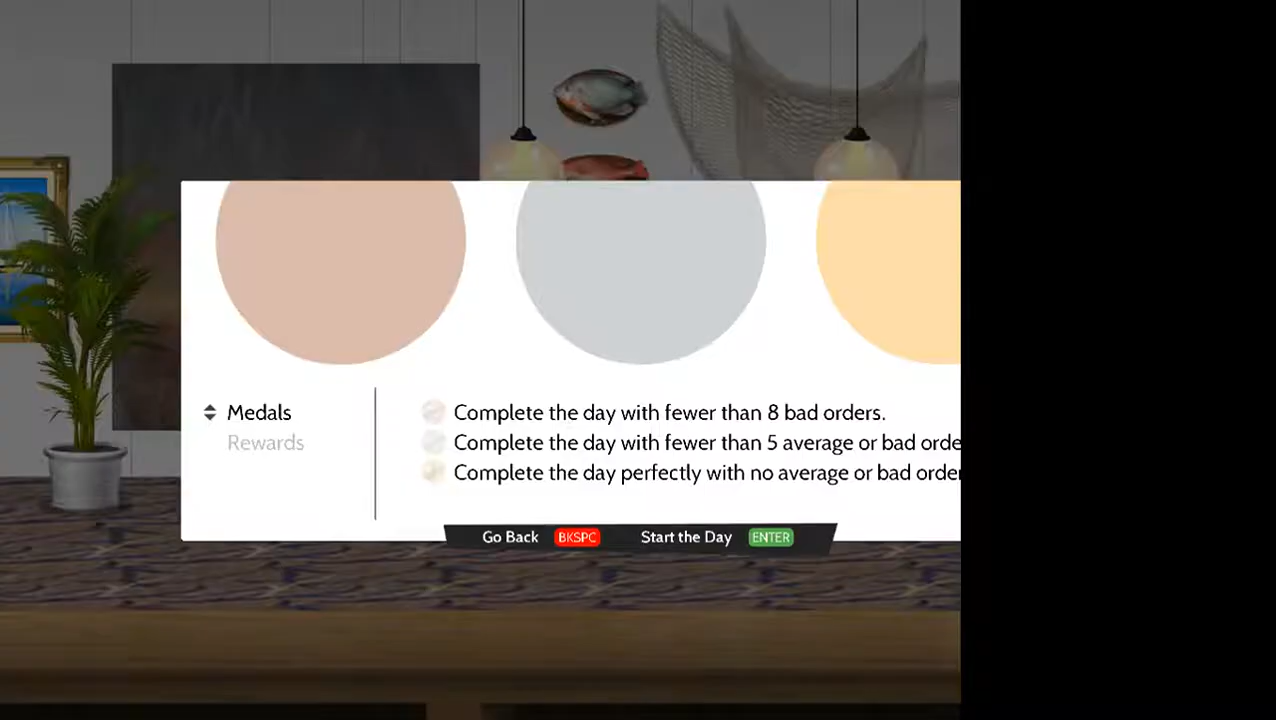 Medals
Rewards
Complete the day with fewer than 8 bad orders.
Complete the day with fewer than 5 average or bad orde
Complete the day perfectly with no average or bad order
Go Back BKSPC Start the Day ENTER